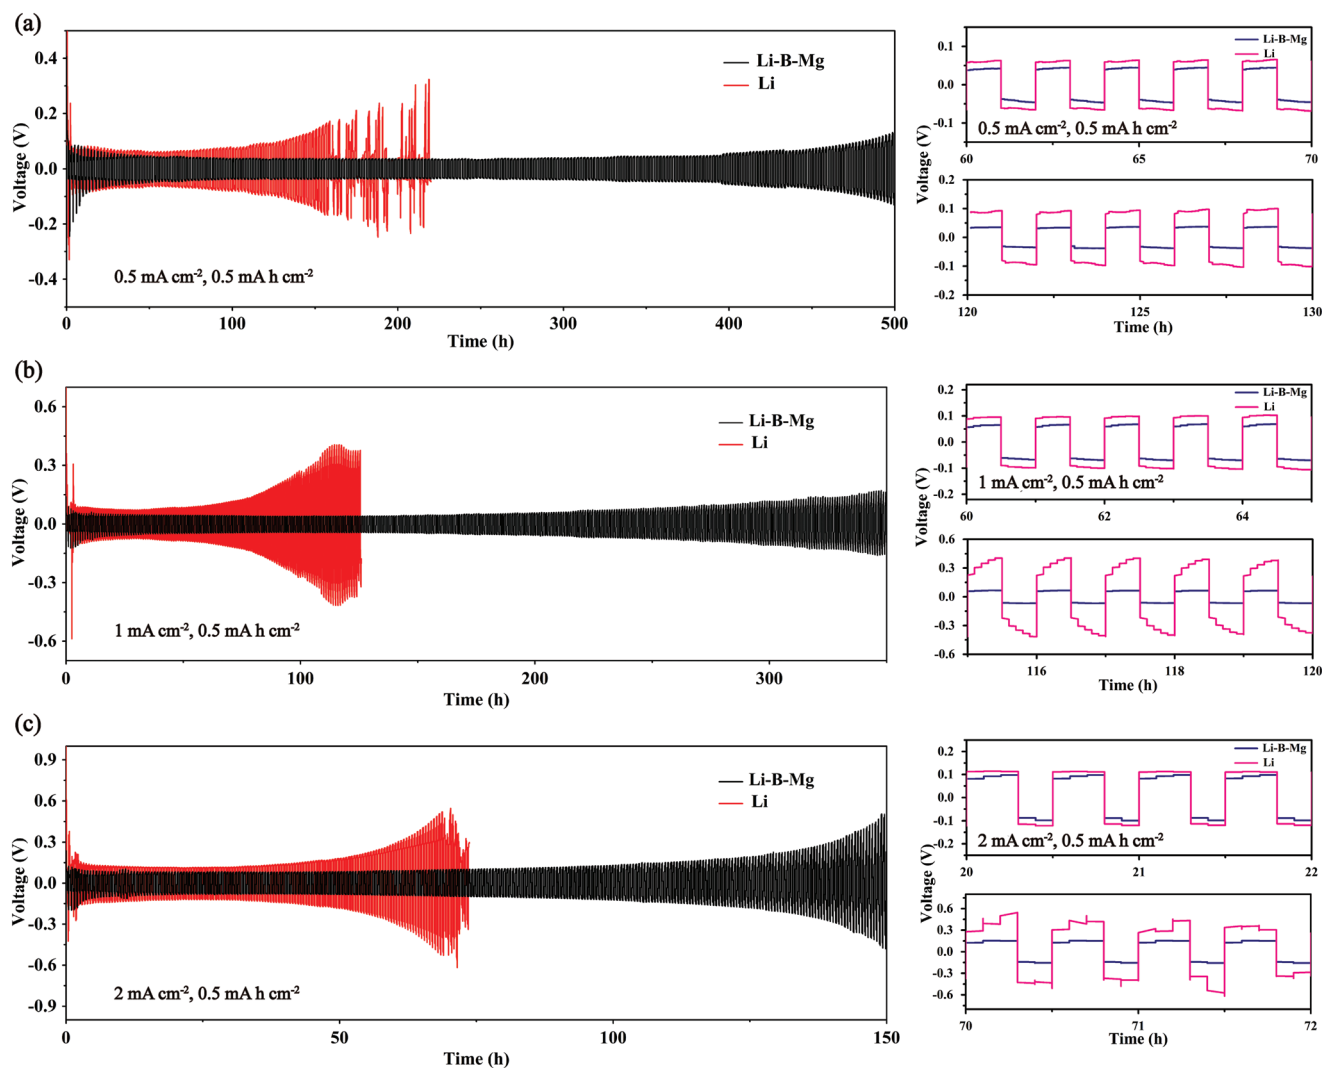 (a)
Voltage (V)
0.4
0.2
0.0
-0.2
-0.4
Li-B-Mg
Li
0.5 mA cm-2, 0.5 mA h cm-2
0 100 200 300 400 500
Time (h)
Voltage (V)
0.1
0.0
-0.1
Li-B-Mg
Li
0.5 mA cm-2, 0.5 mA h cm-2
60 65 70
0.2
0.1
0.0
-0.1
-0.2
120 125 130
Time (h)
(b)
Voltage (V)
0.6
0.3
0.0
-0.3
-0.6
Li-B-Mg
Li
1 mA cm-2, 0.5 mA h cm-2
0 100 200 300
Time (h)
Voltage (V)
0.2
0.1
0.0
-0.1
-0.2
Li-B-Mg
Li
1 mA cm-2, 0.5 mA h cm-2
60 62 64
0.6
0.3
0.0
-0.3
-0.6
116 118 120
Time (h)
(c)
Voltage (V)
0.9
0.6
0.3
0.0
-0.3
-0.6
-0.9
Li-B-Mg
Li
2 mA cm-2, 0.5 mA h cm-2
0 50 100 150
Time (h)
Voltage (V)
0.2
0.1
0.0
-0.1
-0.2
Li-B-Mg
Li
2 mA cm-2, 0.5 mA h cm-2
20 21 22
0.6
0.3
0.0
-0.3
-0.6
70 71 72
Time (h)